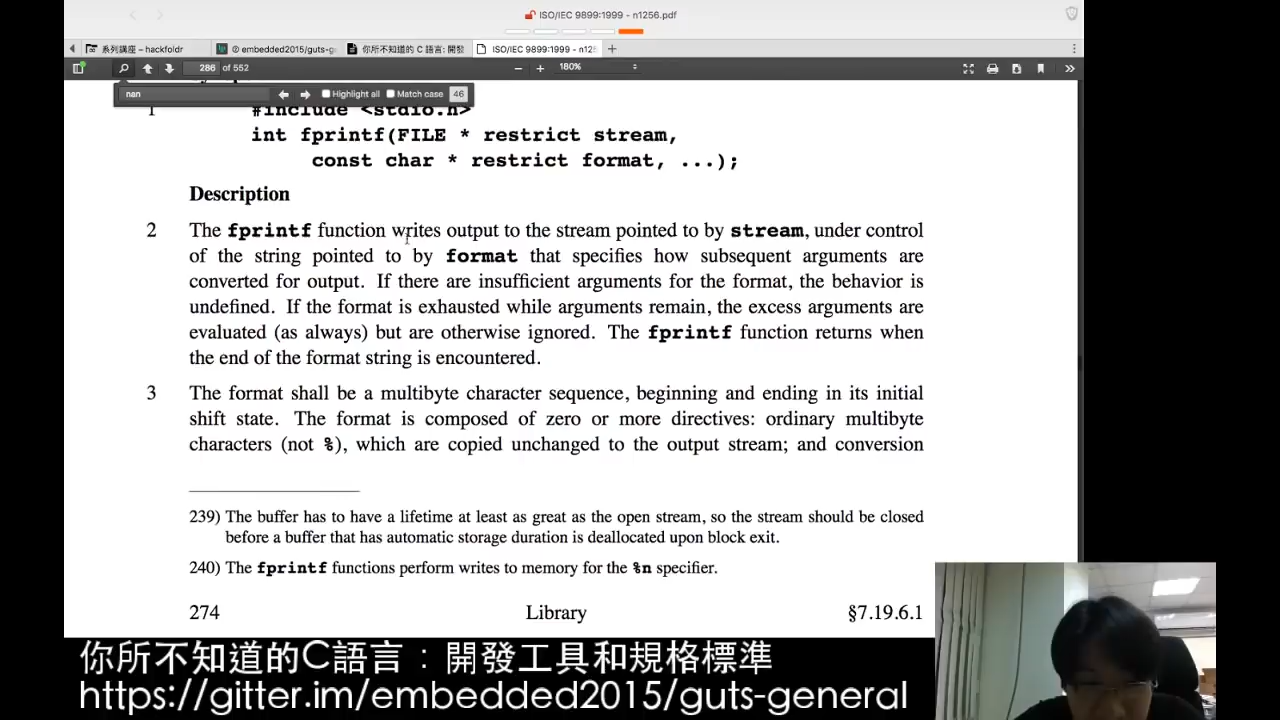 ISO/IEC 9899:1999 - n1256.pdf
系列講座 – hackfoldr
embedded2015/guts-g
你所不知道的 C 語言: 開發
ISO/IEC 9899:1999 - n12
286 of 552
180%
nan
Highlight all
Match case
46
1 #include <stdio.h>
int fprintf(FILE * restrict stream,
const char * restrict format, ...);
Description
2 The fprintf function writes output to the stream pointed to by stream, under control
of the string pointed to by format that specifies how subsequent arguments are
converted for output. If there are insufficient arguments for the format, the behavior is
undefined. If the format is exhausted while arguments remain, the excess arguments are
evaluated (as always) but are otherwise ignored. The fprintf function returns when
the end of the format string is encountered.
3 The format shall be a multibyte character sequence, beginning and ending in its initial
shift state. The format is composed of zero or more directives: ordinary multibyte
characters (not %), which are copied unchanged to the output stream; and conversion
239) The buffer has to have a lifetime at least as great as the open stream, so the stream should be closed
before a buffer that has automatic storage duration is deallocated upon block exit.
240) The fprintf functions perform writes to memory for the %n specifier.
274 Library §7.19.6.1
你所不知道的C語言：開發工具和規格標準
https://gitter.im/embedded2015/guts-general